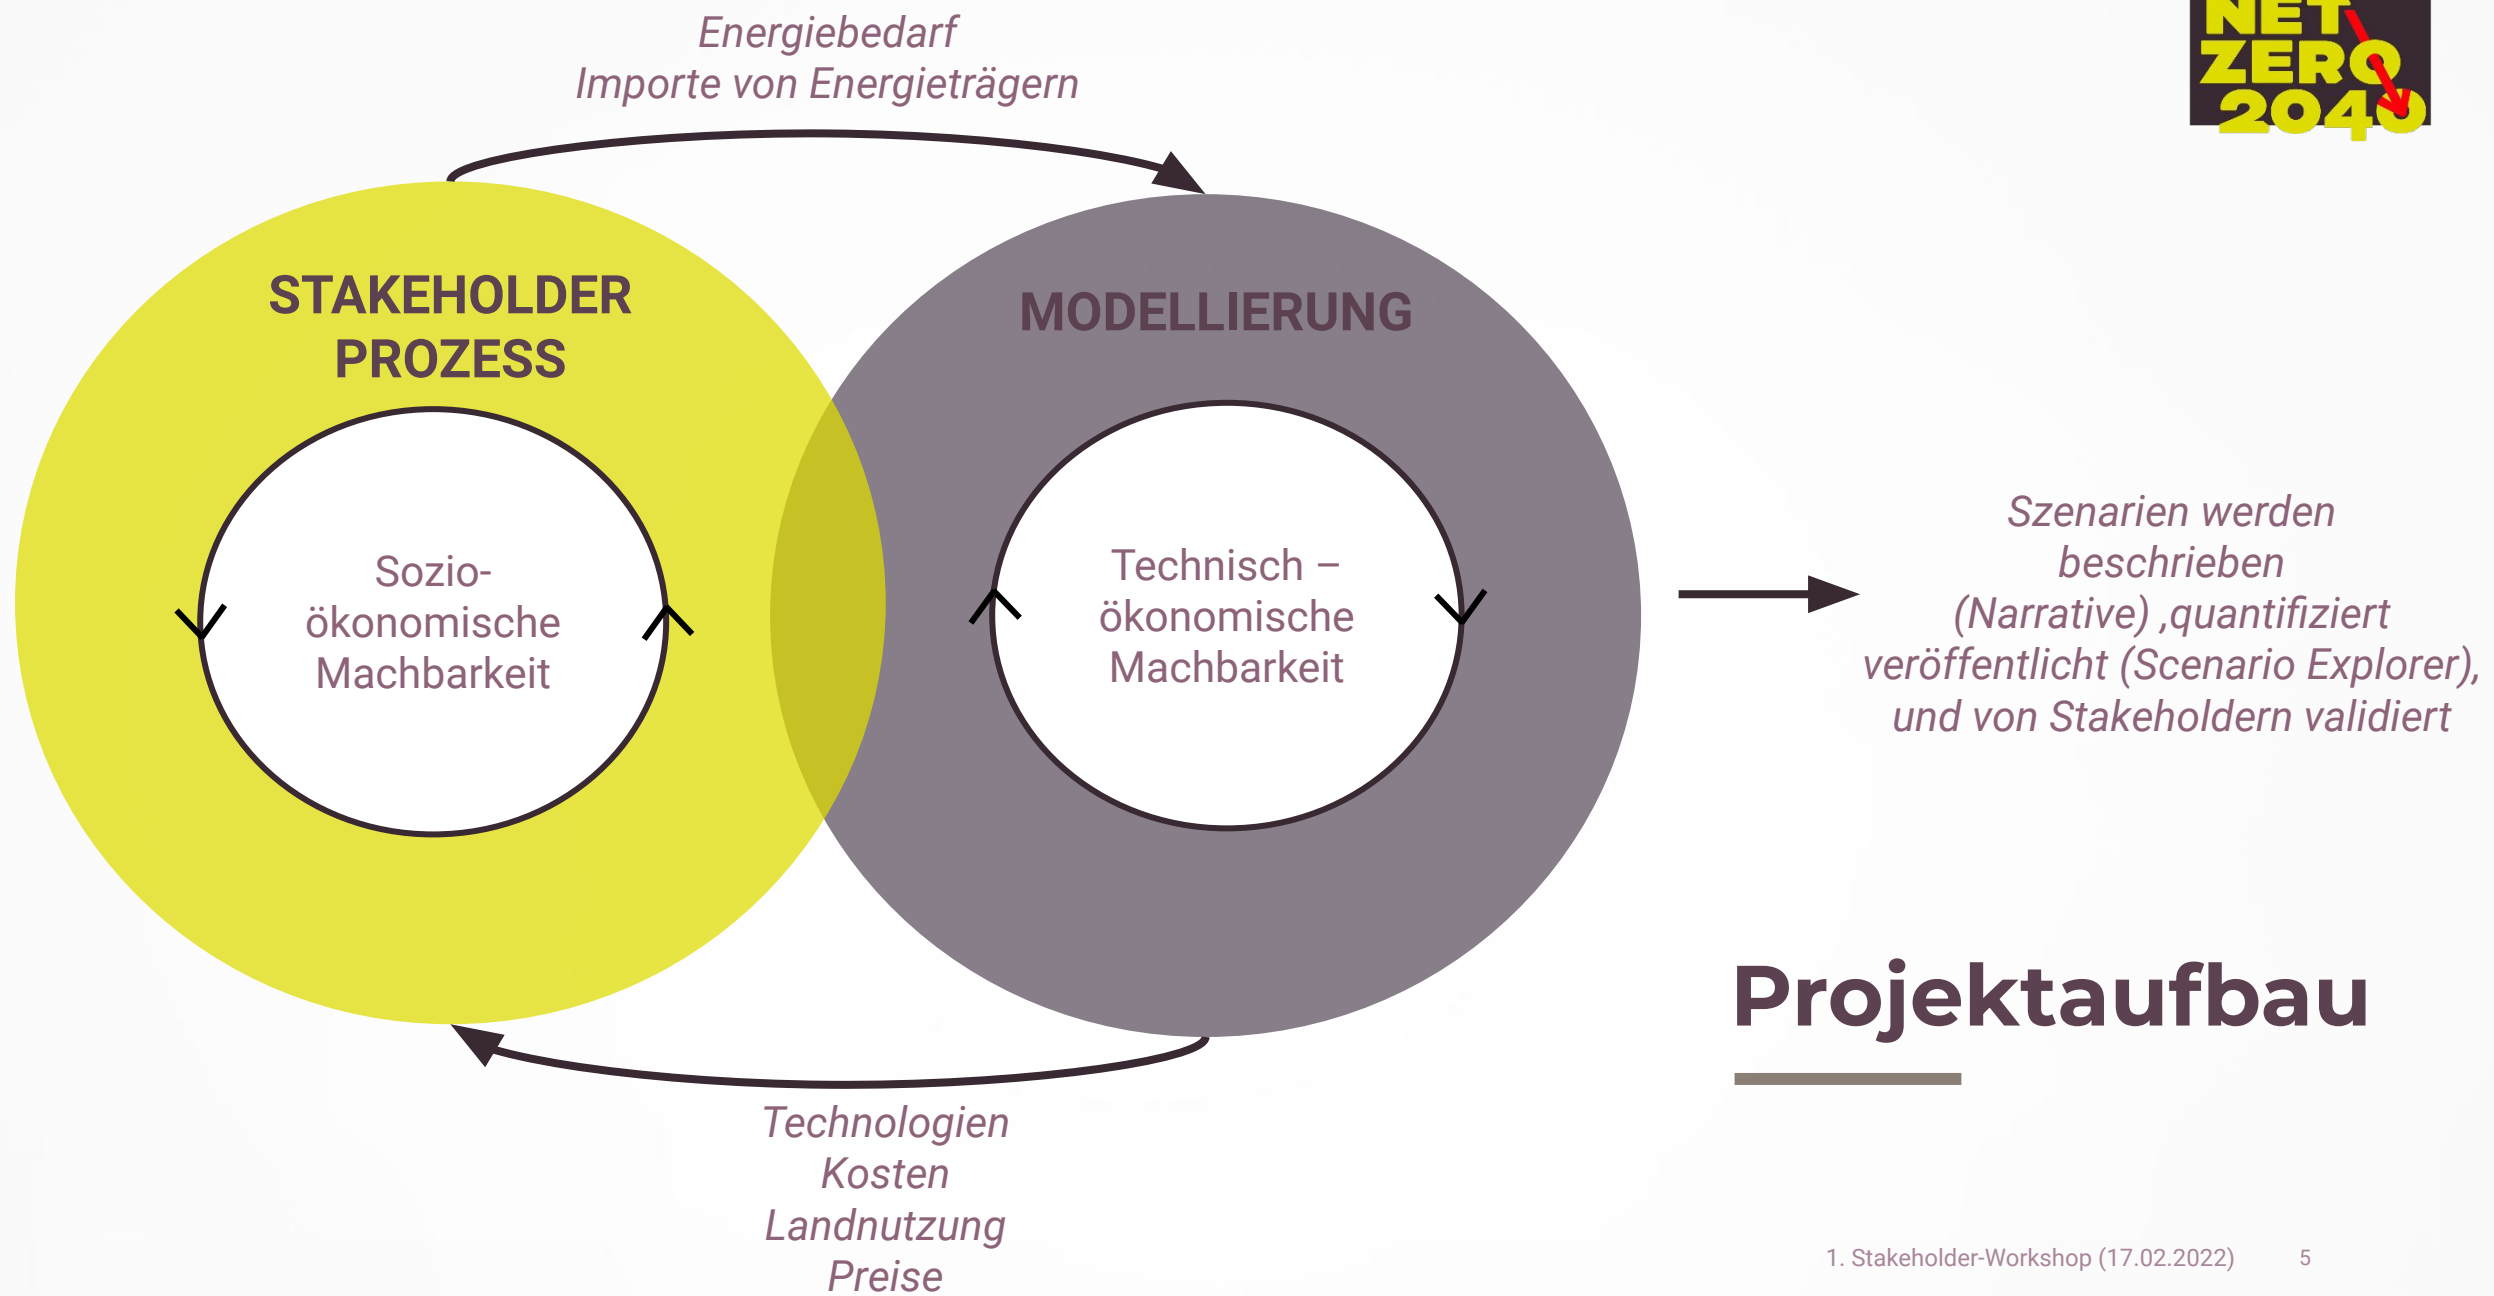 Energiebedarf
Importe von Energieträgern
NET
ZERO
2040
STAKEHOLDER
PROZESS
MODELLIERUNG
Sozio-
ökonomische
Machbarkeit
Technisch –
ökonomische
Machbarkeit
Szenarien werden
beschrieben
(Narrative) ,quantifiziert
veröffentlicht (Scenario Explorer),
und von Stakeholdern validiert
Projektaufbau
Technologien
Kosten
Landnutzung
Preise
1. Stakeholder-Workshop (17.02.2022) 5